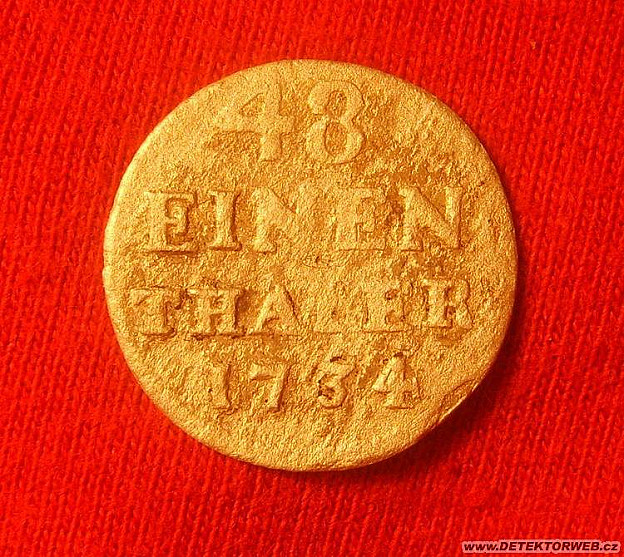 48
EINEN
THALER
1734
www.DETEKTORWEB.cz